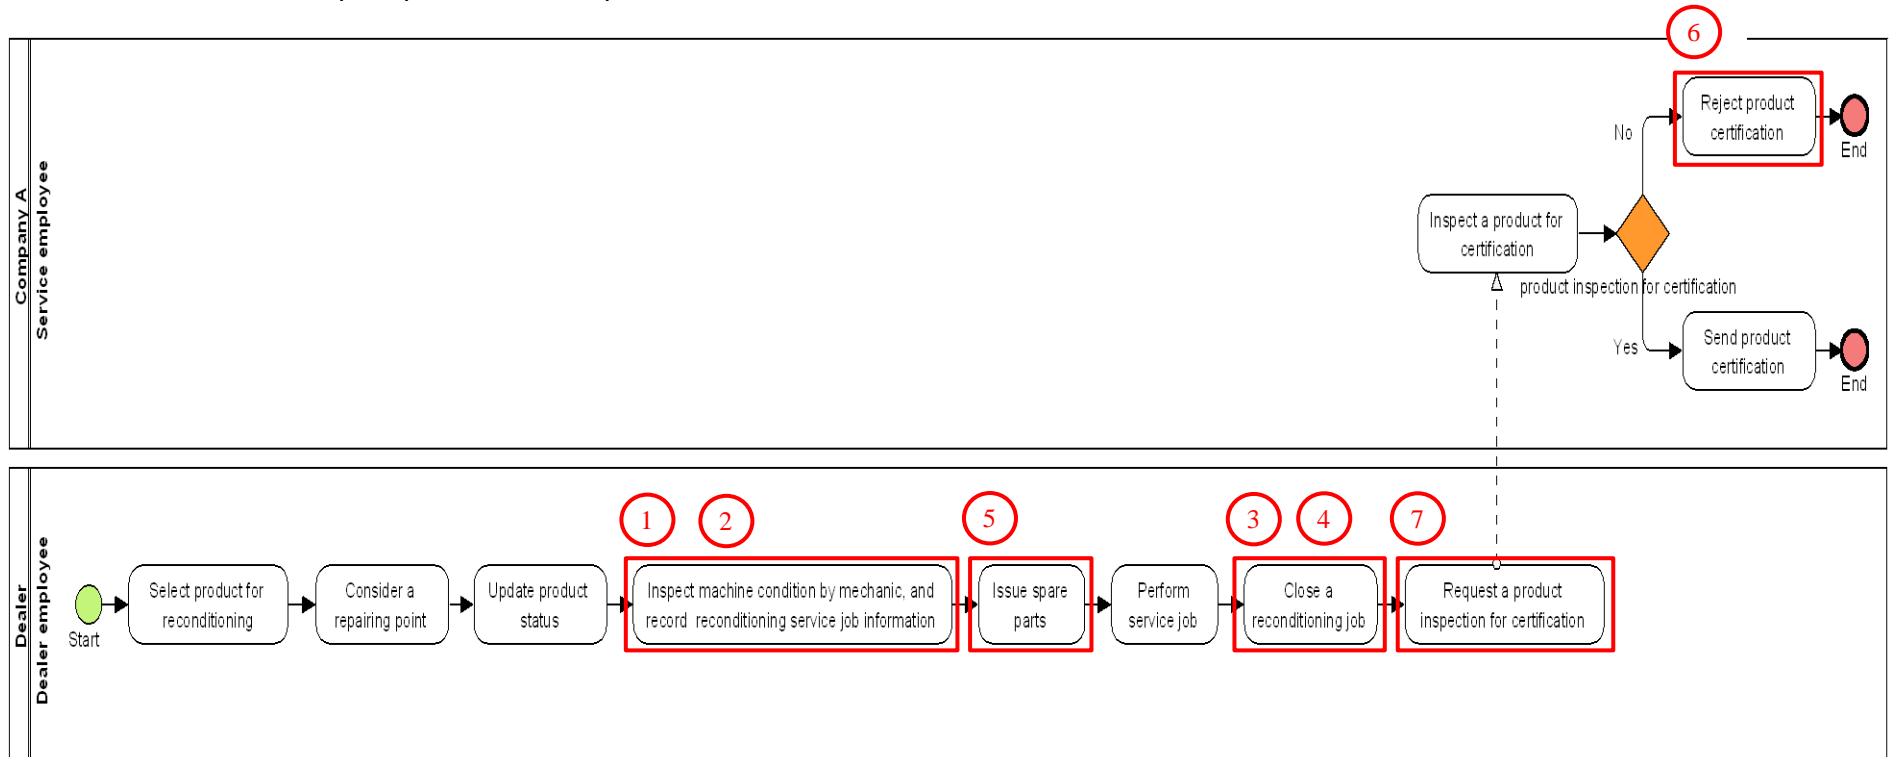 6
Company A
Service employee
No
Reject product
certification
End
Inspect a product for
certification
product inspection for certification
Yes
Send product
certification
End
Dealer
Dealer employee
1
2
5
3
4
7
Start
Select product for
reconditioning
Consider a
repairing point
Update product
status
Inspect machine condition by mechanic, and
record reconditioning service job information
Issue spare
parts
Perform
service job
Close a
reconditioning job
Request a product
inspection for certification